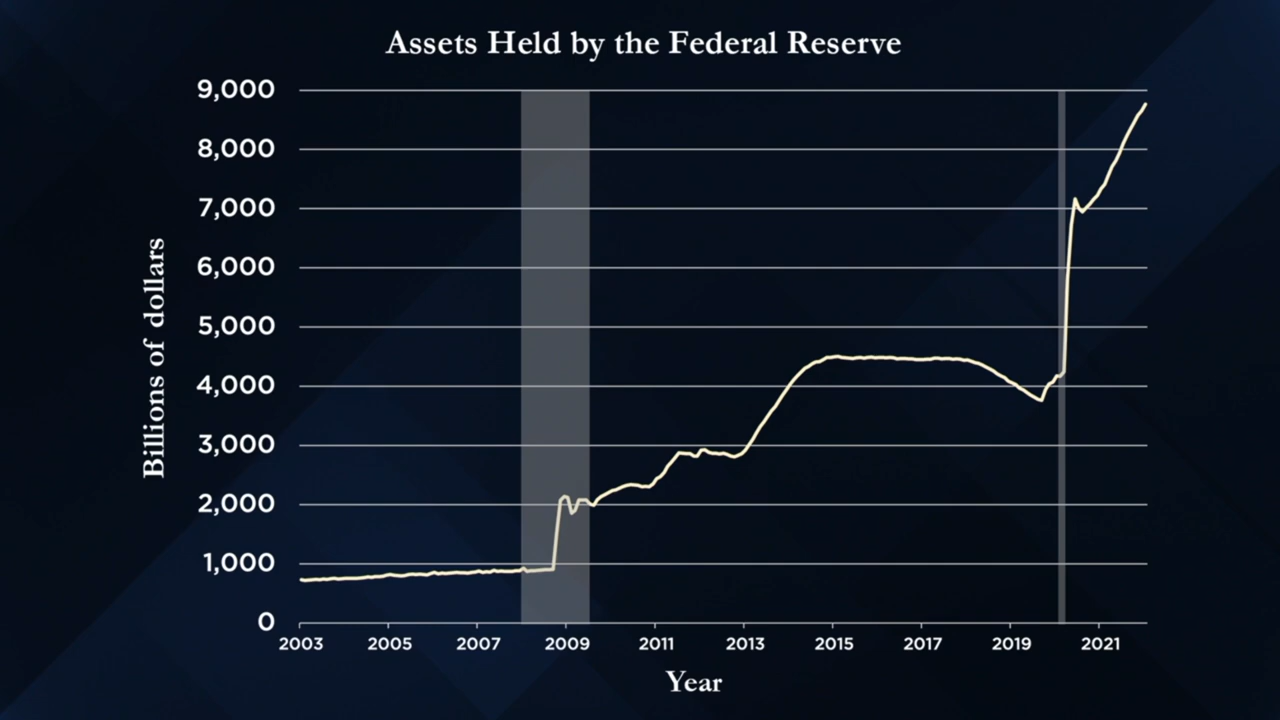 Assets Held by the Federal Reserve
9,000
8,000
7,000
6,000
5,000
4,000
3,000
2,000
1,000
0
Billions of dollars
2003 2005 2007 2009 2011 2013 2015 2017 2019 2021
Year